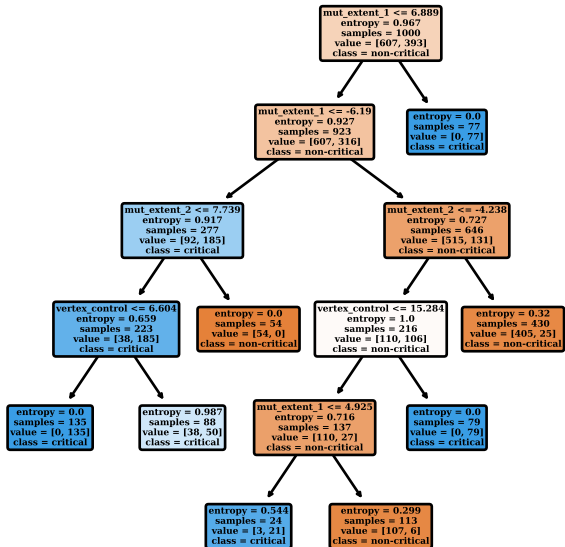 mut_extent_1 <= 6.889
entropy = 0.967
samples = 1000
value = [607, 393]
class = non-critical
mut_extent_1 <= -6.19
entropy = 0.927
samples = 923
value = [607, 316]
class = non-critical
entropy = 0.0
samples = 77
value = [0, 77]
class = critical
mut_extent_2 <= 7.739
entropy = 0.917
samples = 277
value = [92, 185]
class = critical
mut_extent_2 <= -4.238
entropy = 0.727
samples = 646
value = [515, 131]
class = non-critical
vertex_control <= 6.604
entropy = 0.659
samples = 223
value = [38, 185]
class = critical
entropy = 0.0
samples = 54
value = [54, 0]
class = non-critical
vertex_control <= 15.284
entropy = 1.0
samples = 216
value = [110, 106]
class = non-critical
entropy = 0.32
samples = 430
value = [405, 25]
class = non-critical
entropy = 0.0
samples = 135
value = [0, 135]
class = critical
entropy = 0.987
samples = 88
value = [38, 50]
class = critical
mut_extent_1 <= 4.925
entropy = 0.716
samples = 137
value = [110, 27]
class = non-critical
entropy = 0.0
samples = 79
value = [0, 79]
class = critical
entropy = 0.544
samples = 24
value = [3, 21]
class = critical
entropy = 0.299
samples = 113
value = [107, 6]
class = non-critical